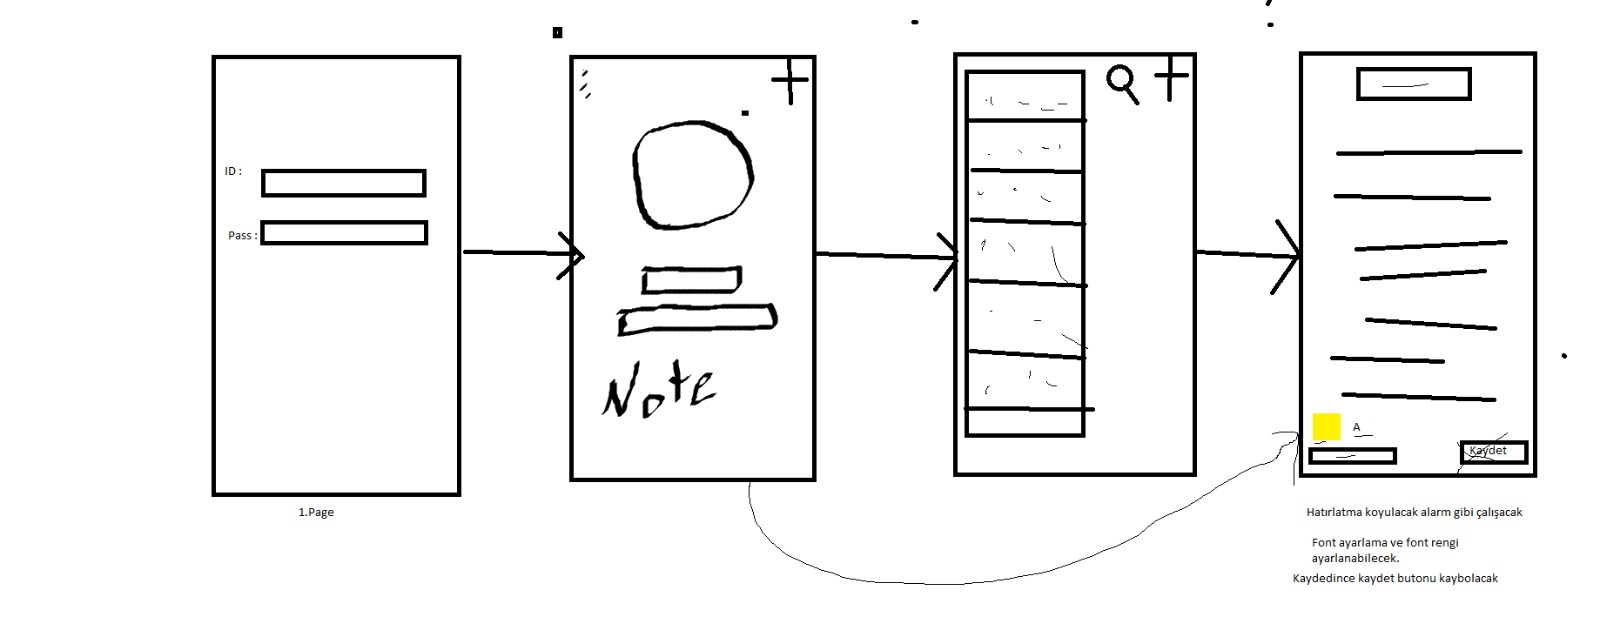 ID :
Pass :
1.Page
Note
A
Kaydet
Hatırlatma koyulacak alarm gibi çalışacak
Font ayarlama ve font rengi
ayarlanabilecek.
Kaydedince kaydet butonu kaybolacak